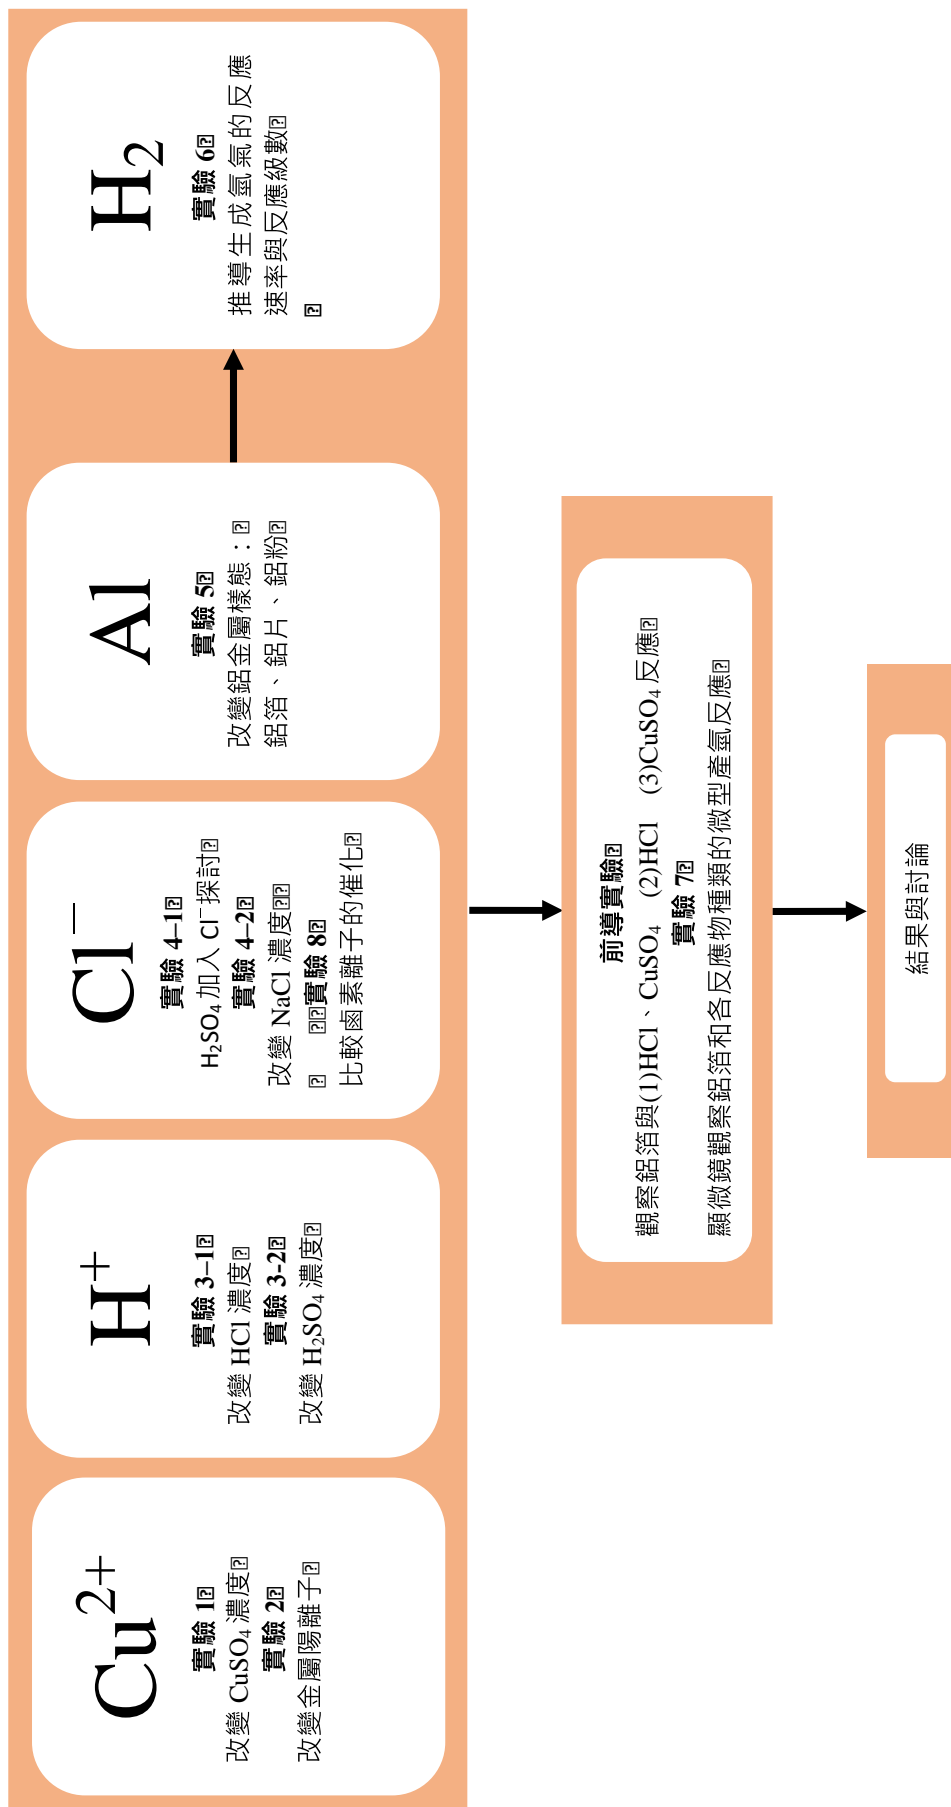 Cu²⁺
實驗 1
改變 CuSO₄ 濃度
實驗 2
改變金屬陽離子
H⁺
實驗 3–1
改變 HCl 濃度
實驗 3-2
改變 H₂SO₄ 濃度
Cl⁻
實驗 4–1
H₂SO₄ 加入 Cl⁻ 探討
實驗 4–2
改變 NaCl 濃度
實驗 8
比較鹵素離子的催化
Al
實驗 5
改變鋁金屬樣態：
鋁箔、鋁片、鋁粉
H₂
實驗 6
推導生成氫氣的反應
速率與反應級數
前導實驗
觀察鋁箔與(1)HCl、CuSO₄ (2)HCl (3)CuSO₄ 反應
實驗 7
顯微鏡觀察鋁箔和各反應物種類的微型產氫反應
結果與討論